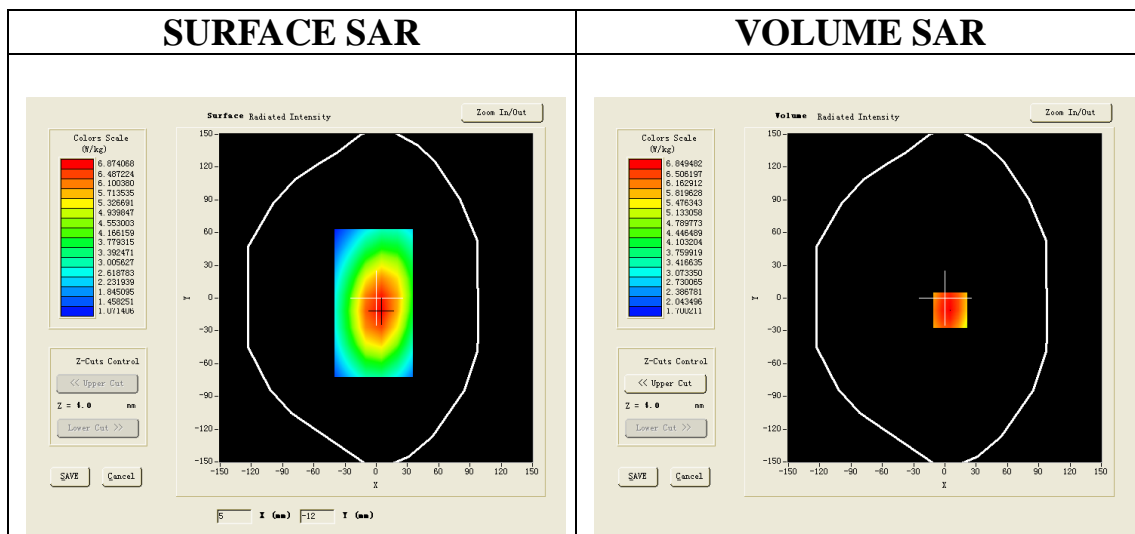 SURFACE SAR
VOLUME SAR
Surface Radiated Intensity
Zoom In/Out
Colors Scale
(W/kg)
6.874068
6.487224
6.100380
5.713535
5.326691
4.939847
4.553003
4.166159
3.779315
3.392471
3.005627
2.618783
2.231939
1.845095
1.458251
1.071406
150
120
90
60
30
0
-30
-60
-90
-120
-150
Y
-150 -120 -90 -60 -30 0 30 60 90 120 150
X
Z-Cuts Control
<< Upper Cut
Z = 4.0 mm
Lower Cut >>
SAVE Cancel
5 X (mm) -12 Y (mm)
Volume Radiated Intensity
Zoom In/Out
Colors Scale
(W/kg)
6.849482
6.506197
6.162912
5.819628
5.476343
5.133058
4.789773
4.446489
4.103204
3.759919
3.416635
3.073350
2.730065
2.386781
2.043496
1.700211
150
120
90
60
30
0
-30
-60
-90
-120
-150
Y
-150 -120 -90 -60 -30 0 30 60 90 120 150
X
Z-Cuts Control
<< Upper Cut
Z = 4.0 mm
Lower Cut >>
SAVE Cancel